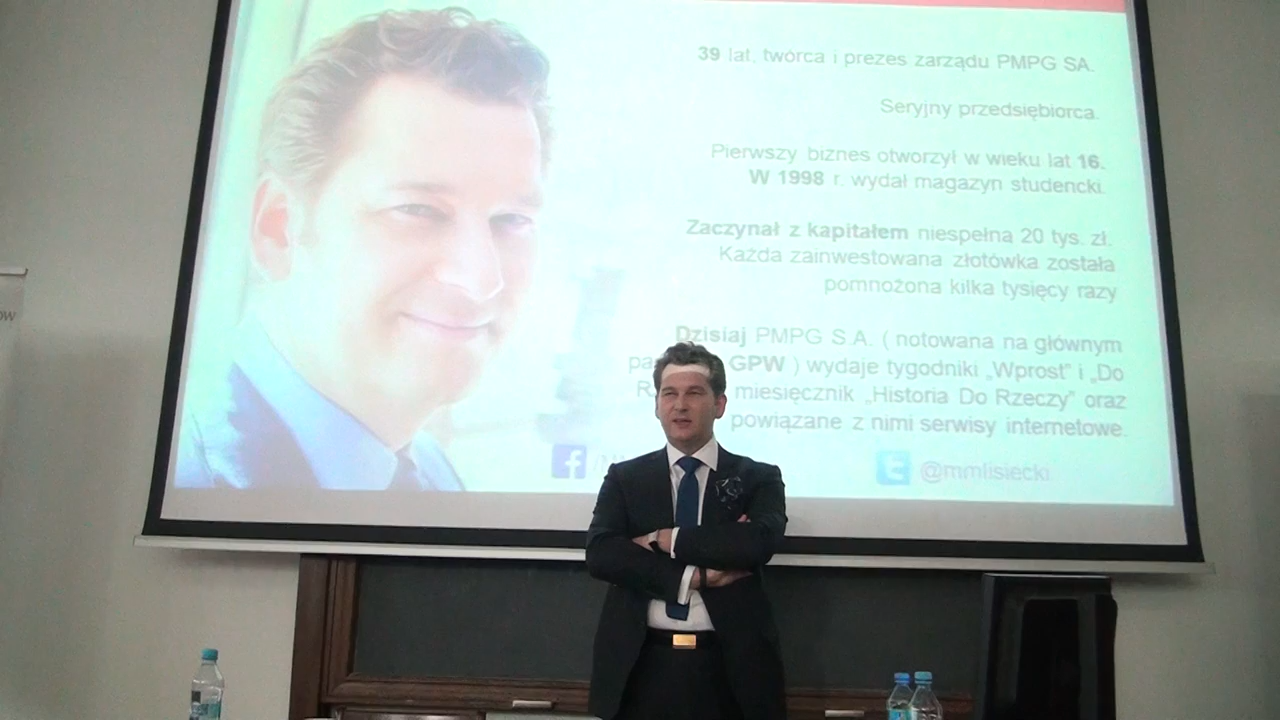 39 lat, twórca i prezes zarządu PMPG SA.
Seryjny przedsiębiorca.
Pierwszy biznes otworzył w wieku lat 16.
W 1998 r. wydał magazyn studencki.
Zaczynał z kapitałem niespełna 20 tys. zł.
Każda zainwestowana złotówka została
pomnożona kilka tysięcy razy
Dzisiaj PMPG S.A. ( notowana na głównym
GPW ) wydaje tygodniki „Wprost” i „Do
miesięcznik „Historia Do Rzeczy” oraz
powiązane z nimi serwisy internetowe.
@mmlisiecki